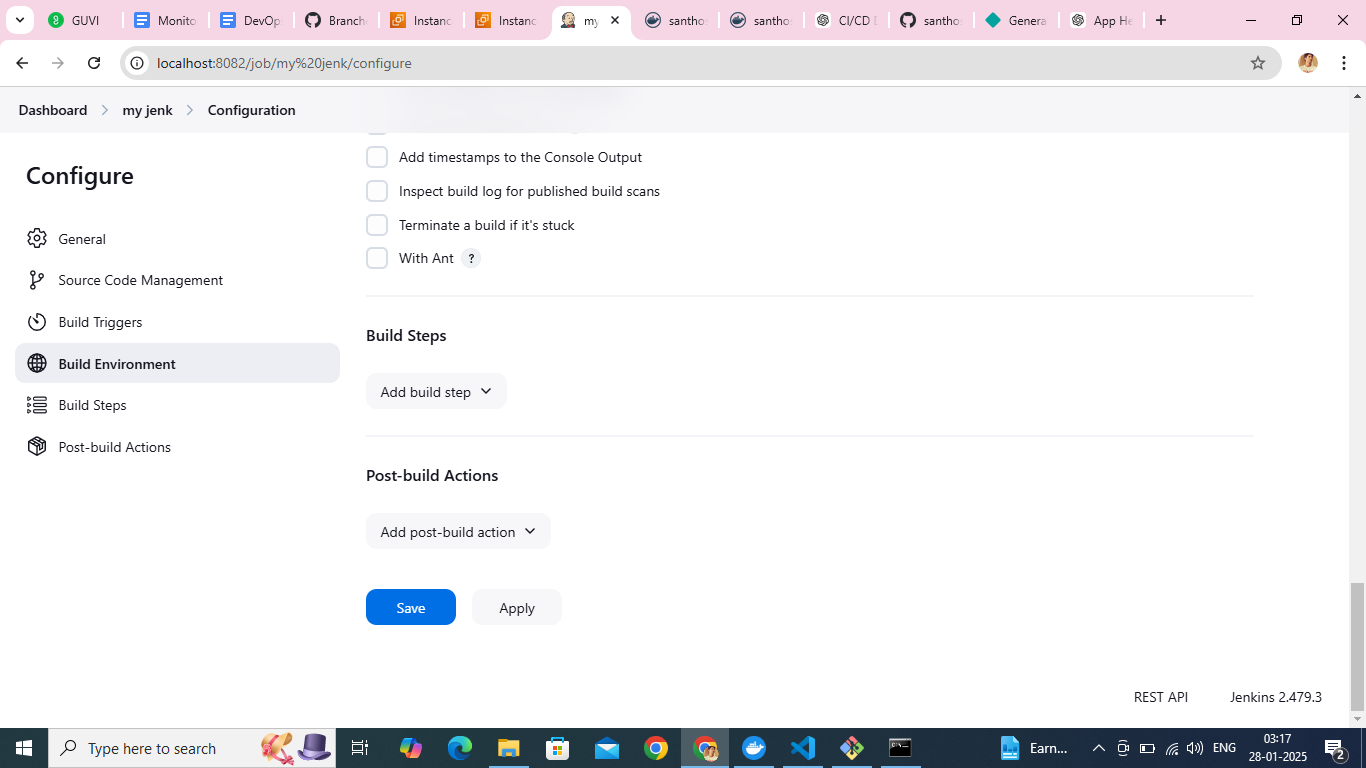 GUVI
Monito
DevOp
Branche
Instanc
Instanc
my
santho
santho
CI/CD
santhos
Genera
App He
localhost:8082/job/my%20jenk/configure
Dashboard
my jenk
Configuration
Configure
General
Source Code Management
Build Triggers
Build Environment
Build Steps
Post-build Actions
Add timestamps to the Console Output
Inspect build log for published build scans
Terminate a build if it's stuck
With Ant ?
Build Steps
Add build step
Post-build Actions
Add post-build action
Save
Apply
REST API
Jenkins 2.479.3
Type here to search
Earn...
ENG
03:17
28-01-2025
2